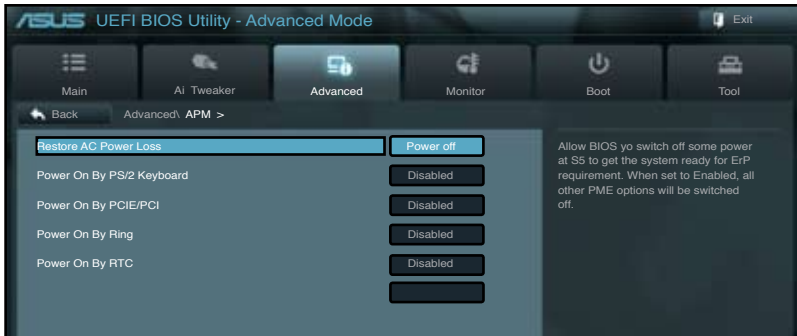 ASUS UEFI BIOS Utility - Advanced Mode
Exit
Main
Ai Tweaker
Advanced
Monitor
Boot
Tool
Back
Advanced\ APM >
Restore AC Power Loss
Power off
Power On By PS/2 Keyboard
Disabled
Power On By PCIE/PCI
Disabled
Power On By Ring
Disabled
Power On By RTC
Disabled
Allow BIOS yo switch off some power
at S5 to get the system ready for ErP
requirement. When set to Enabled, all
other PME options will be switched
off.